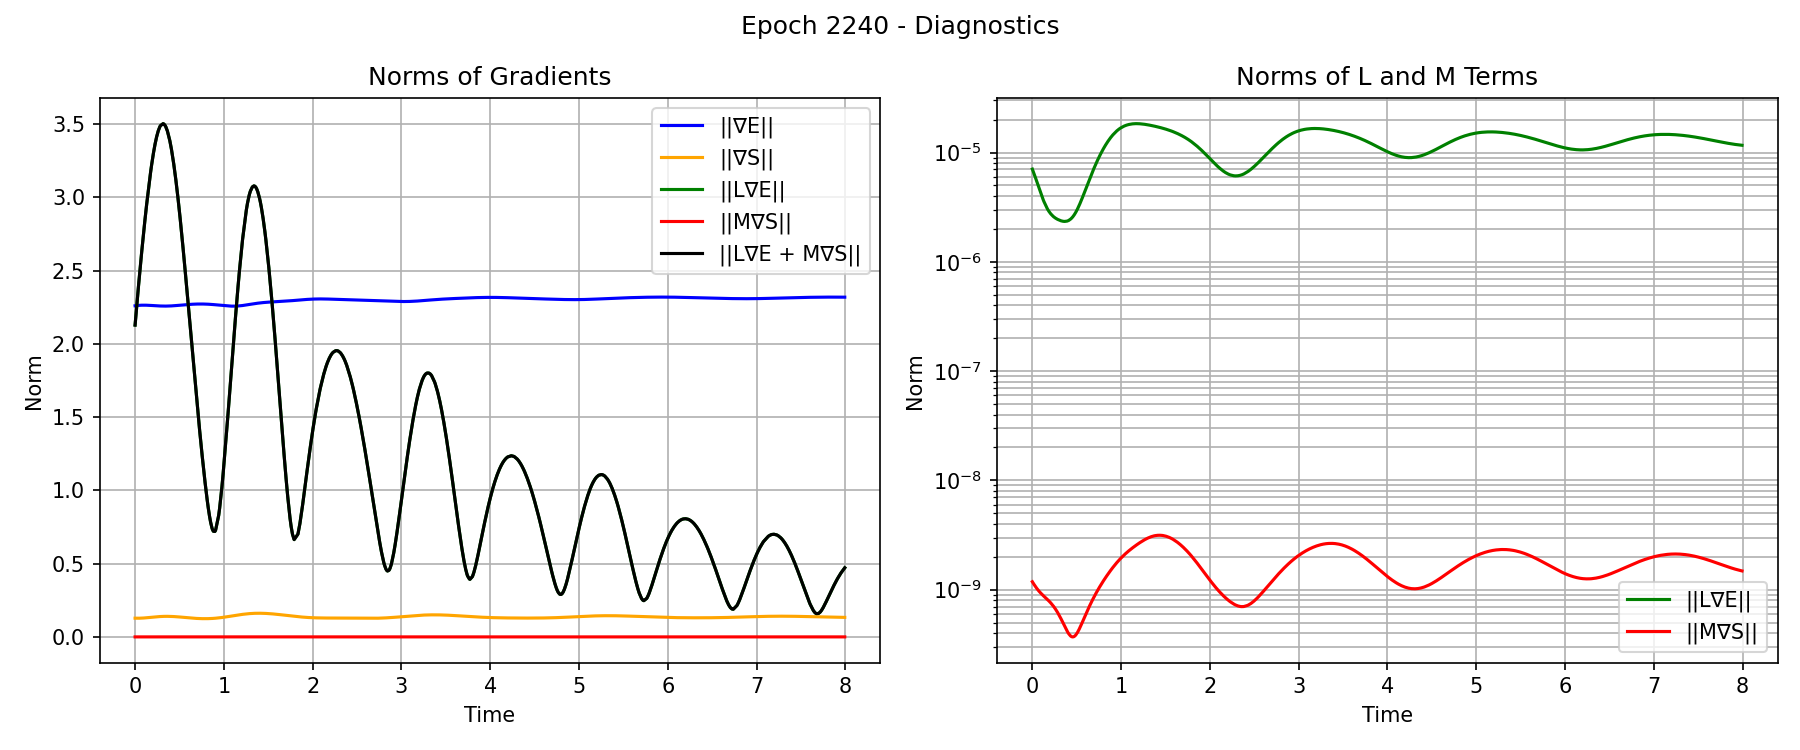 Epoch 2240 - Diagnostics
Norms of Gradients
Norm
3.5
3.0
2.5
2.0
1.5
1.0
0.5
0.0
||∇E||
||∇S||
||L∇E||
||M∇S||
||L∇E + M∇S||
0 1 2 3 4 5 6 7 8
Time
Norms of L and M Terms
Norm
10⁻⁵
10⁻⁶
10⁻⁷
10⁻⁸
10⁻⁹
||L∇E||
||M∇S||
0 1 2 3 4 5 6 7 8
Time